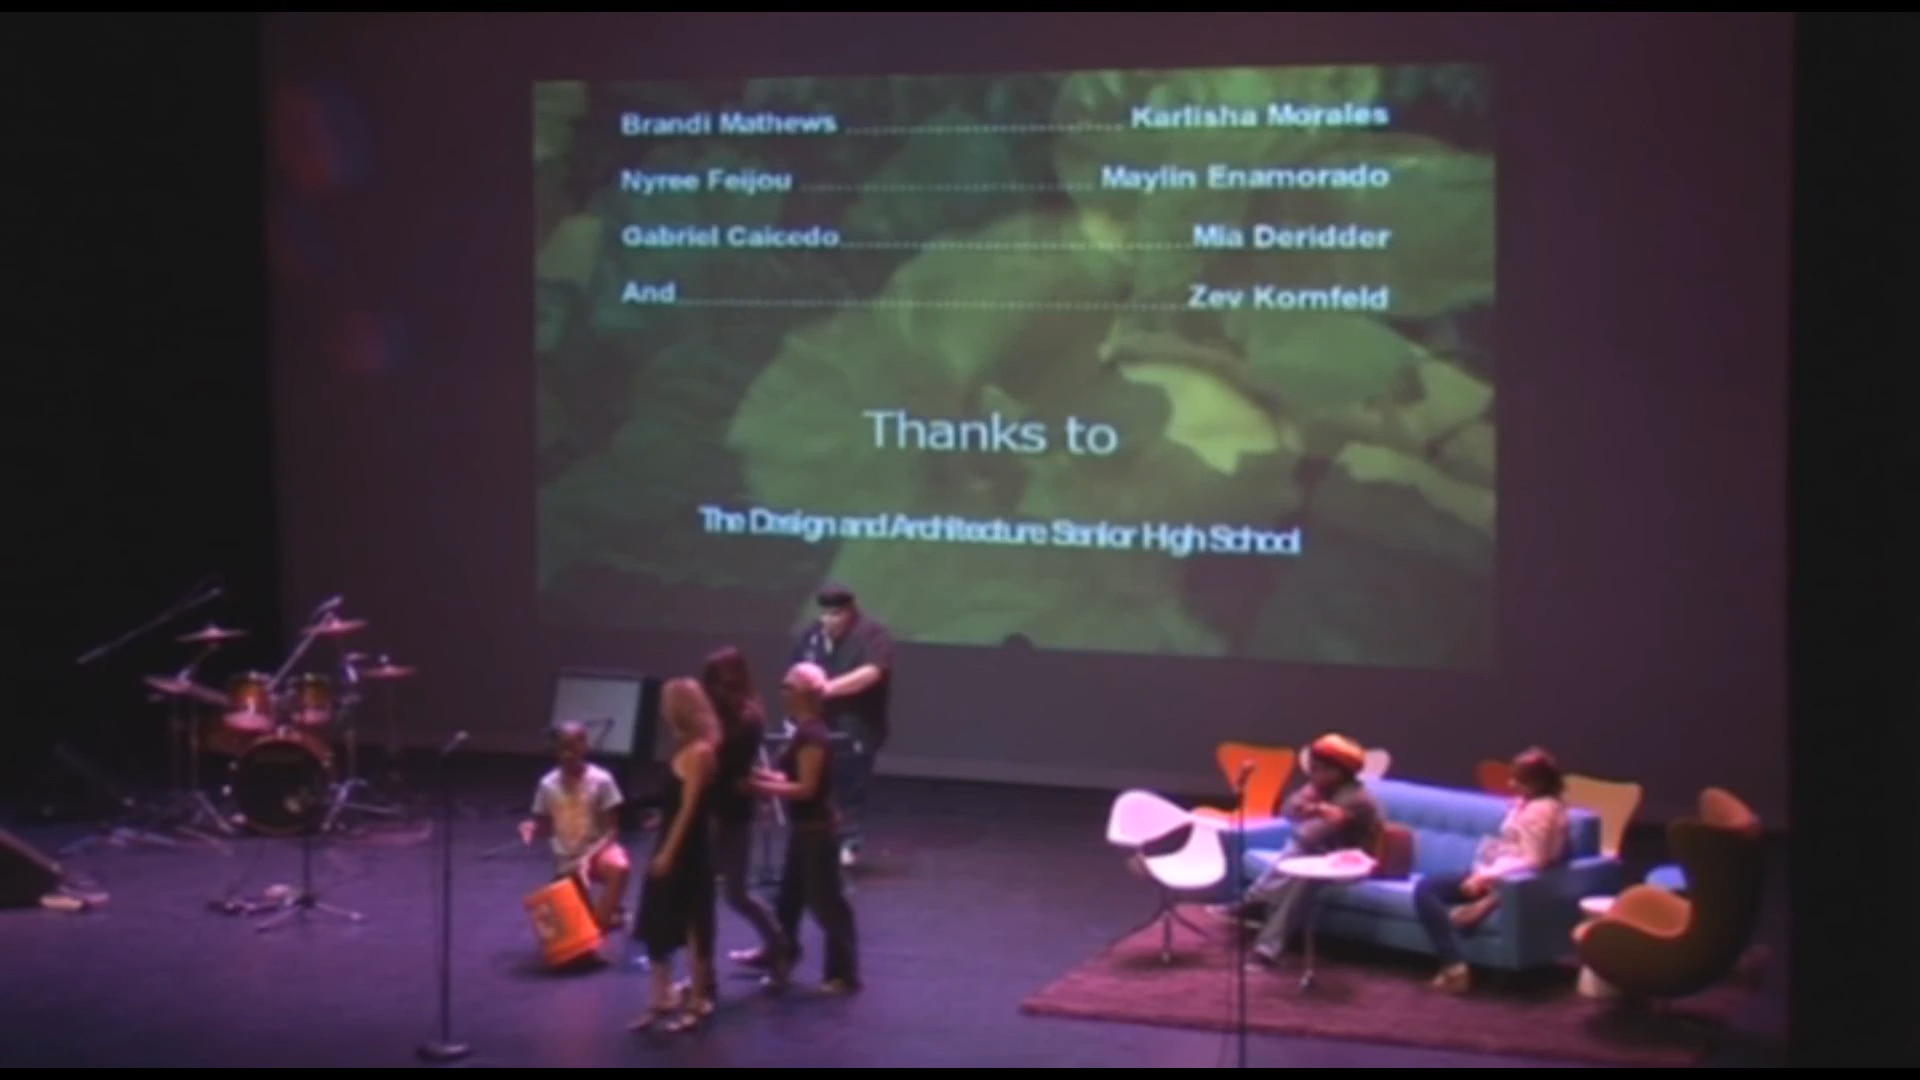 Brandi Mathews Karlisha Morales
Nyree Feijou Maylin Enamorado
Gabriel Caicedo Mia Deridder
And Zev Kornfeld
Thanks to
The Design and Architecture Senior High School